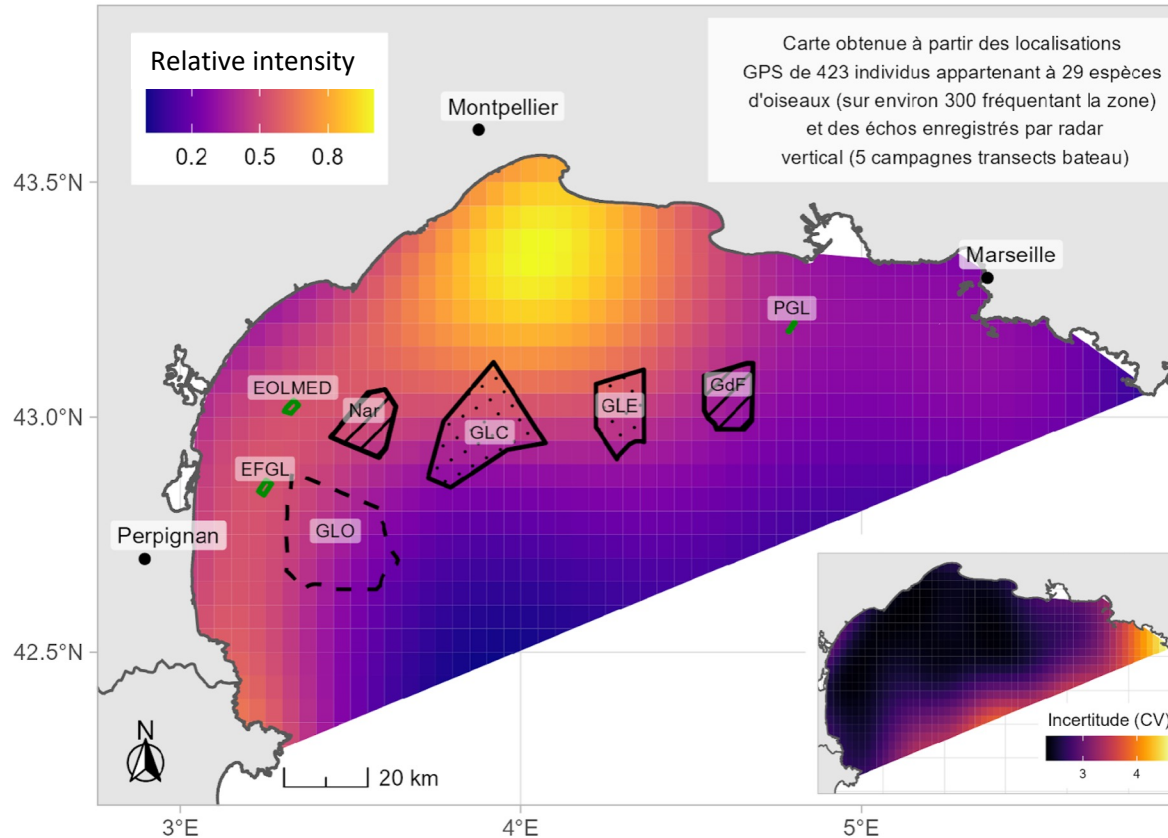 Relative intensity
0.2 0.5 0.8
Carte obtenue à partir des localisations
GPS de 423 individus appartenant à 29 espèces
d'oiseaux (sur environ 300 fréquentant la zone)
et des échos enregistrés par radar
vertical (5 campagnes transects bateau)
Montpellier
43.5°N
Marseille
PGL
EOLMED
Nar
GdF
GLE
43.0°N
GLC
EFGL
GLO
Perpignan
42.5°N
N
20 km
Incertitude (CV)
3 4
3°E 4°E 5°E